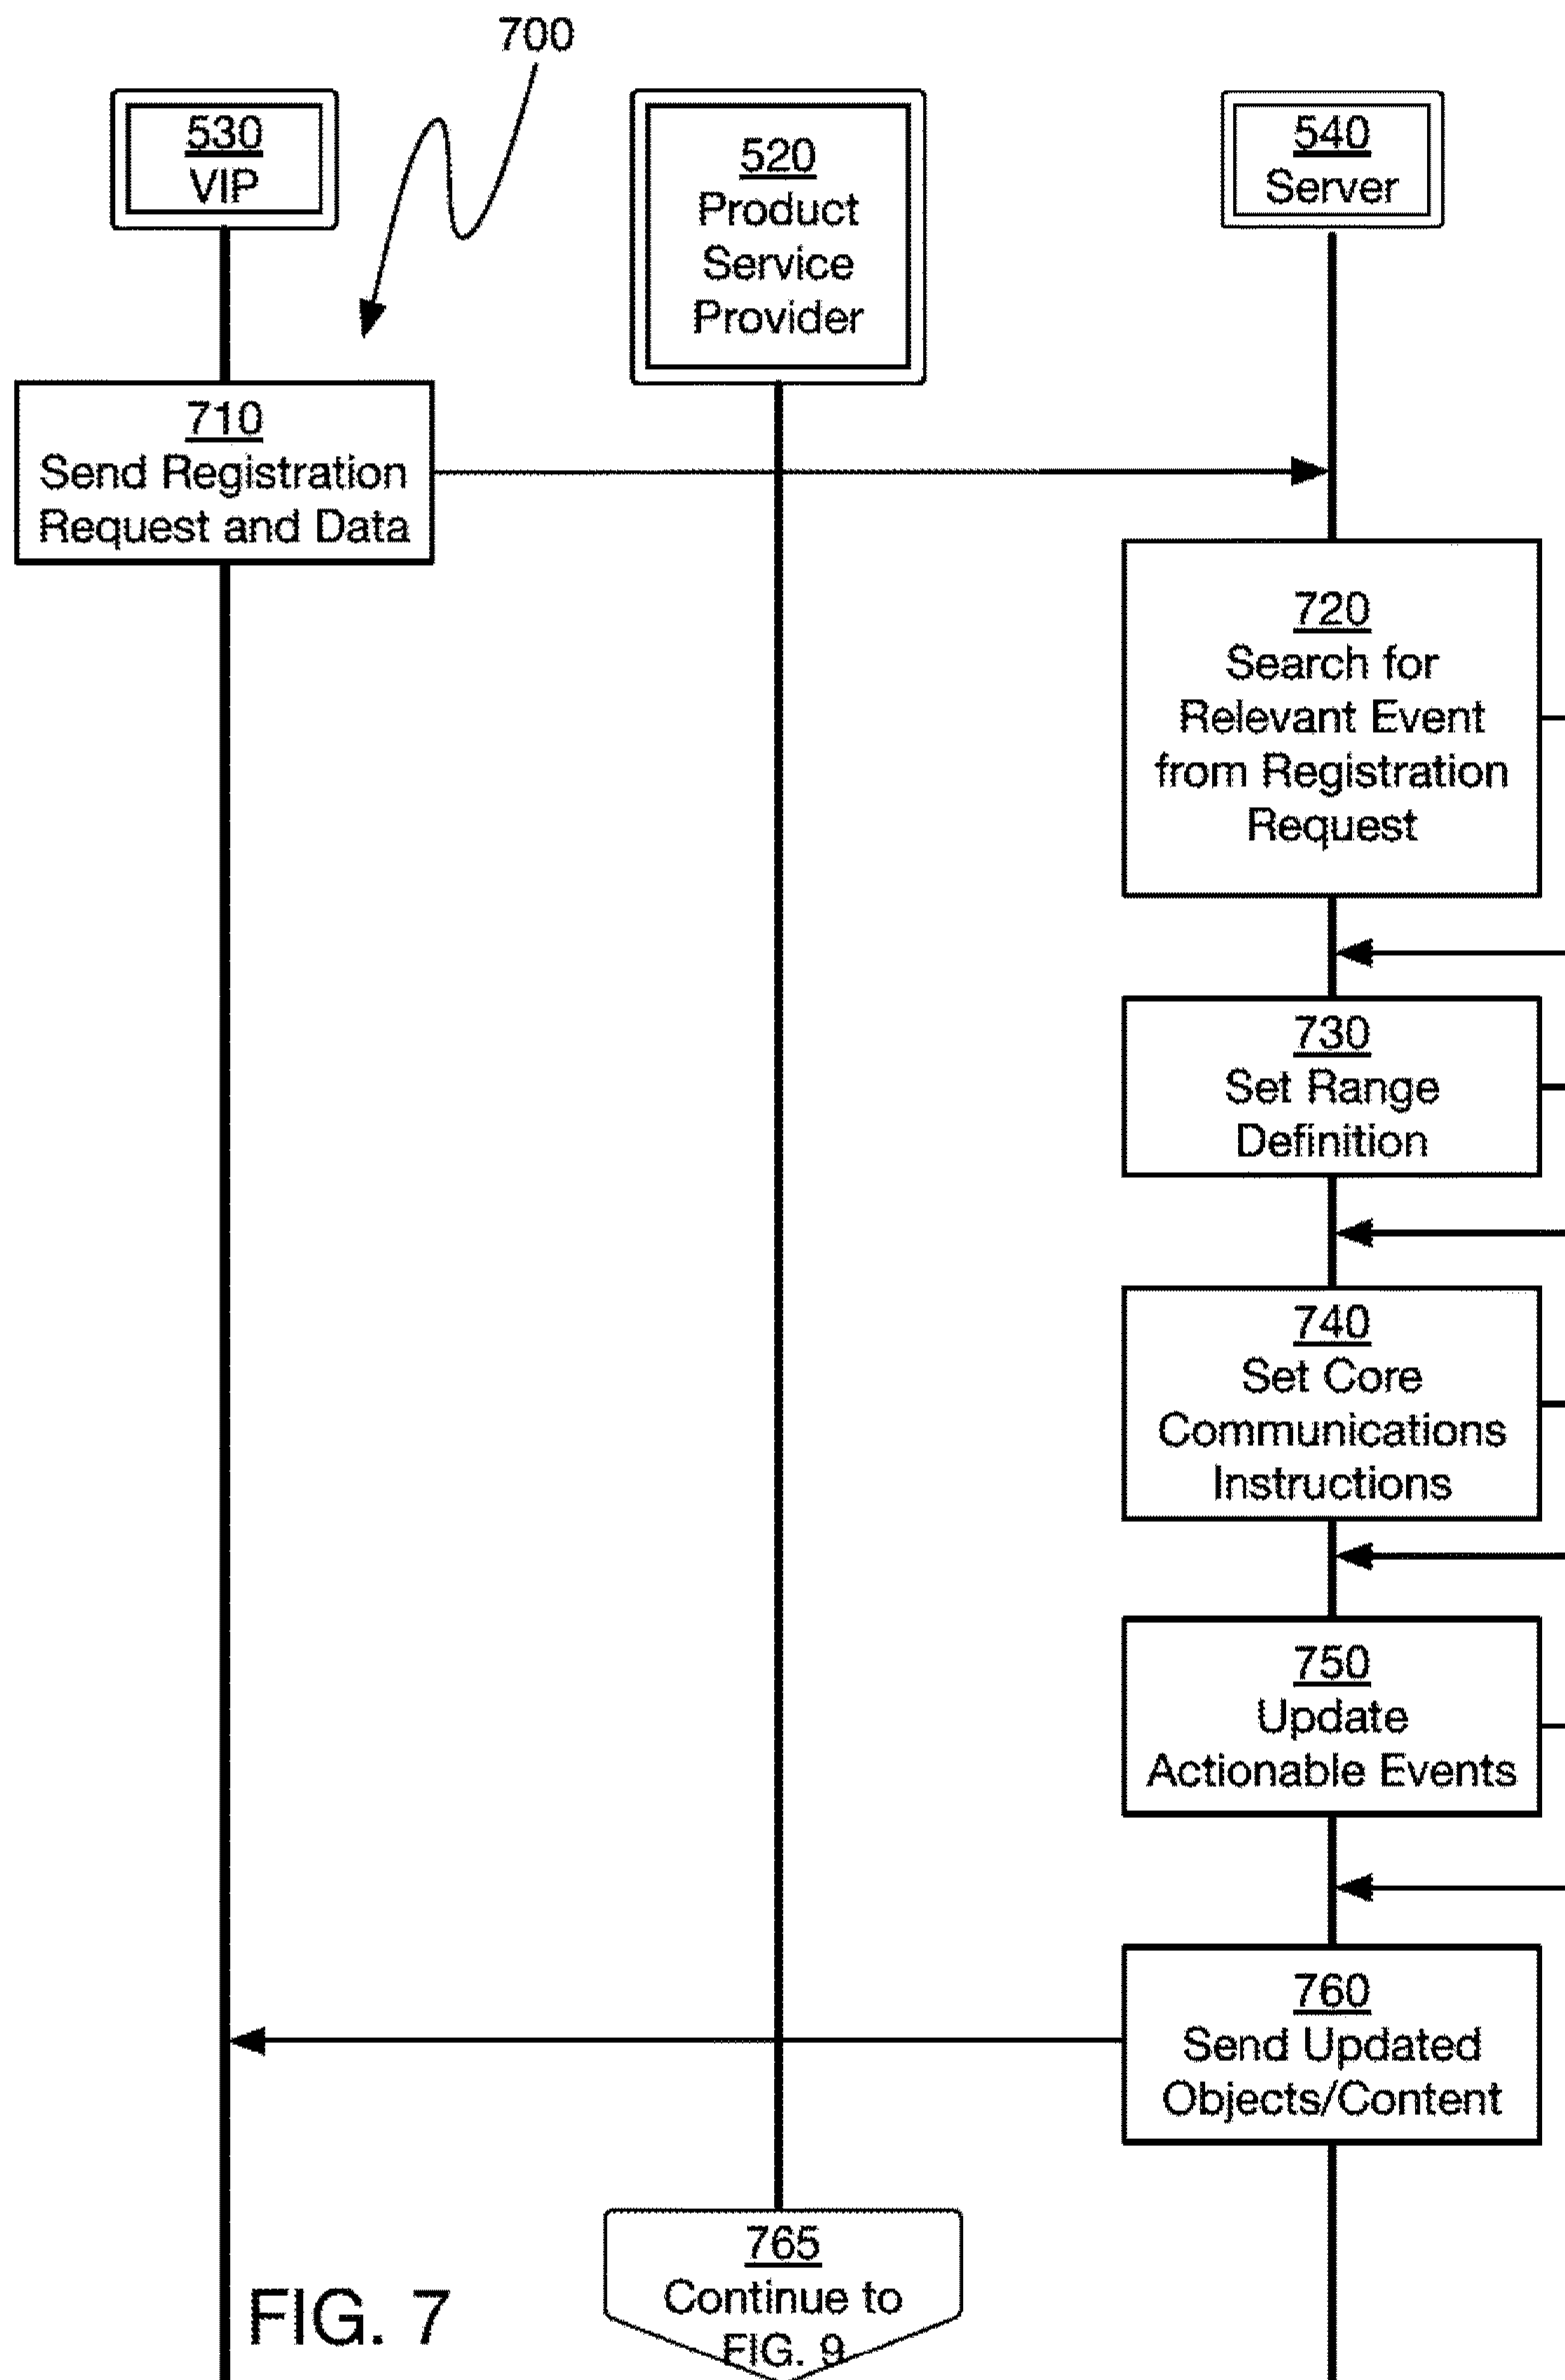 700
530
VIP
520
Product
Service
Provider
540
Server
710
Send Registration
Request and Data
720
Search for
Relevant Event
from Registration
Request
730
Set Range
Definition
740
Set Core
Communications
Instructions
750
Update
Actionable Events
760
Send Updated
Objects/Content
765
Continue to
FIG. 9
FIG. 7